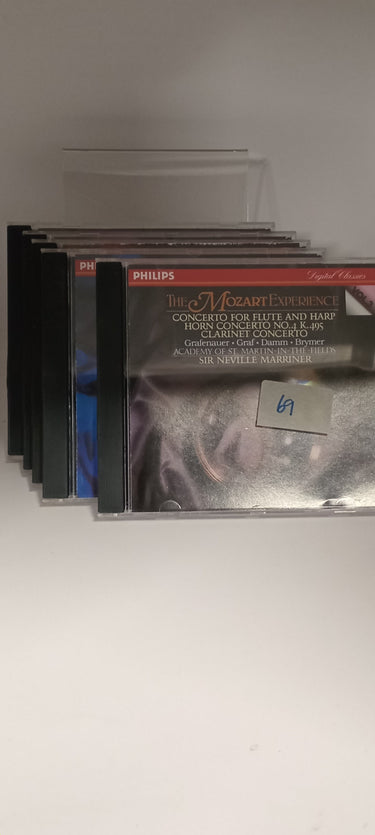 PH
PHILIPS
Digital Classics
THE MOZART EXPERIENCE
CONCERTO FOR FLUTE AND HARP
HORN CONCERTO NO.4 K.495
CLARINET CONCERTO
Grafenauer • Graf • Damm • Brymer
ACADEMY OF ST. MARTIN-IN-THE-FIELDS
SIR NEVILLE MARRINER
69